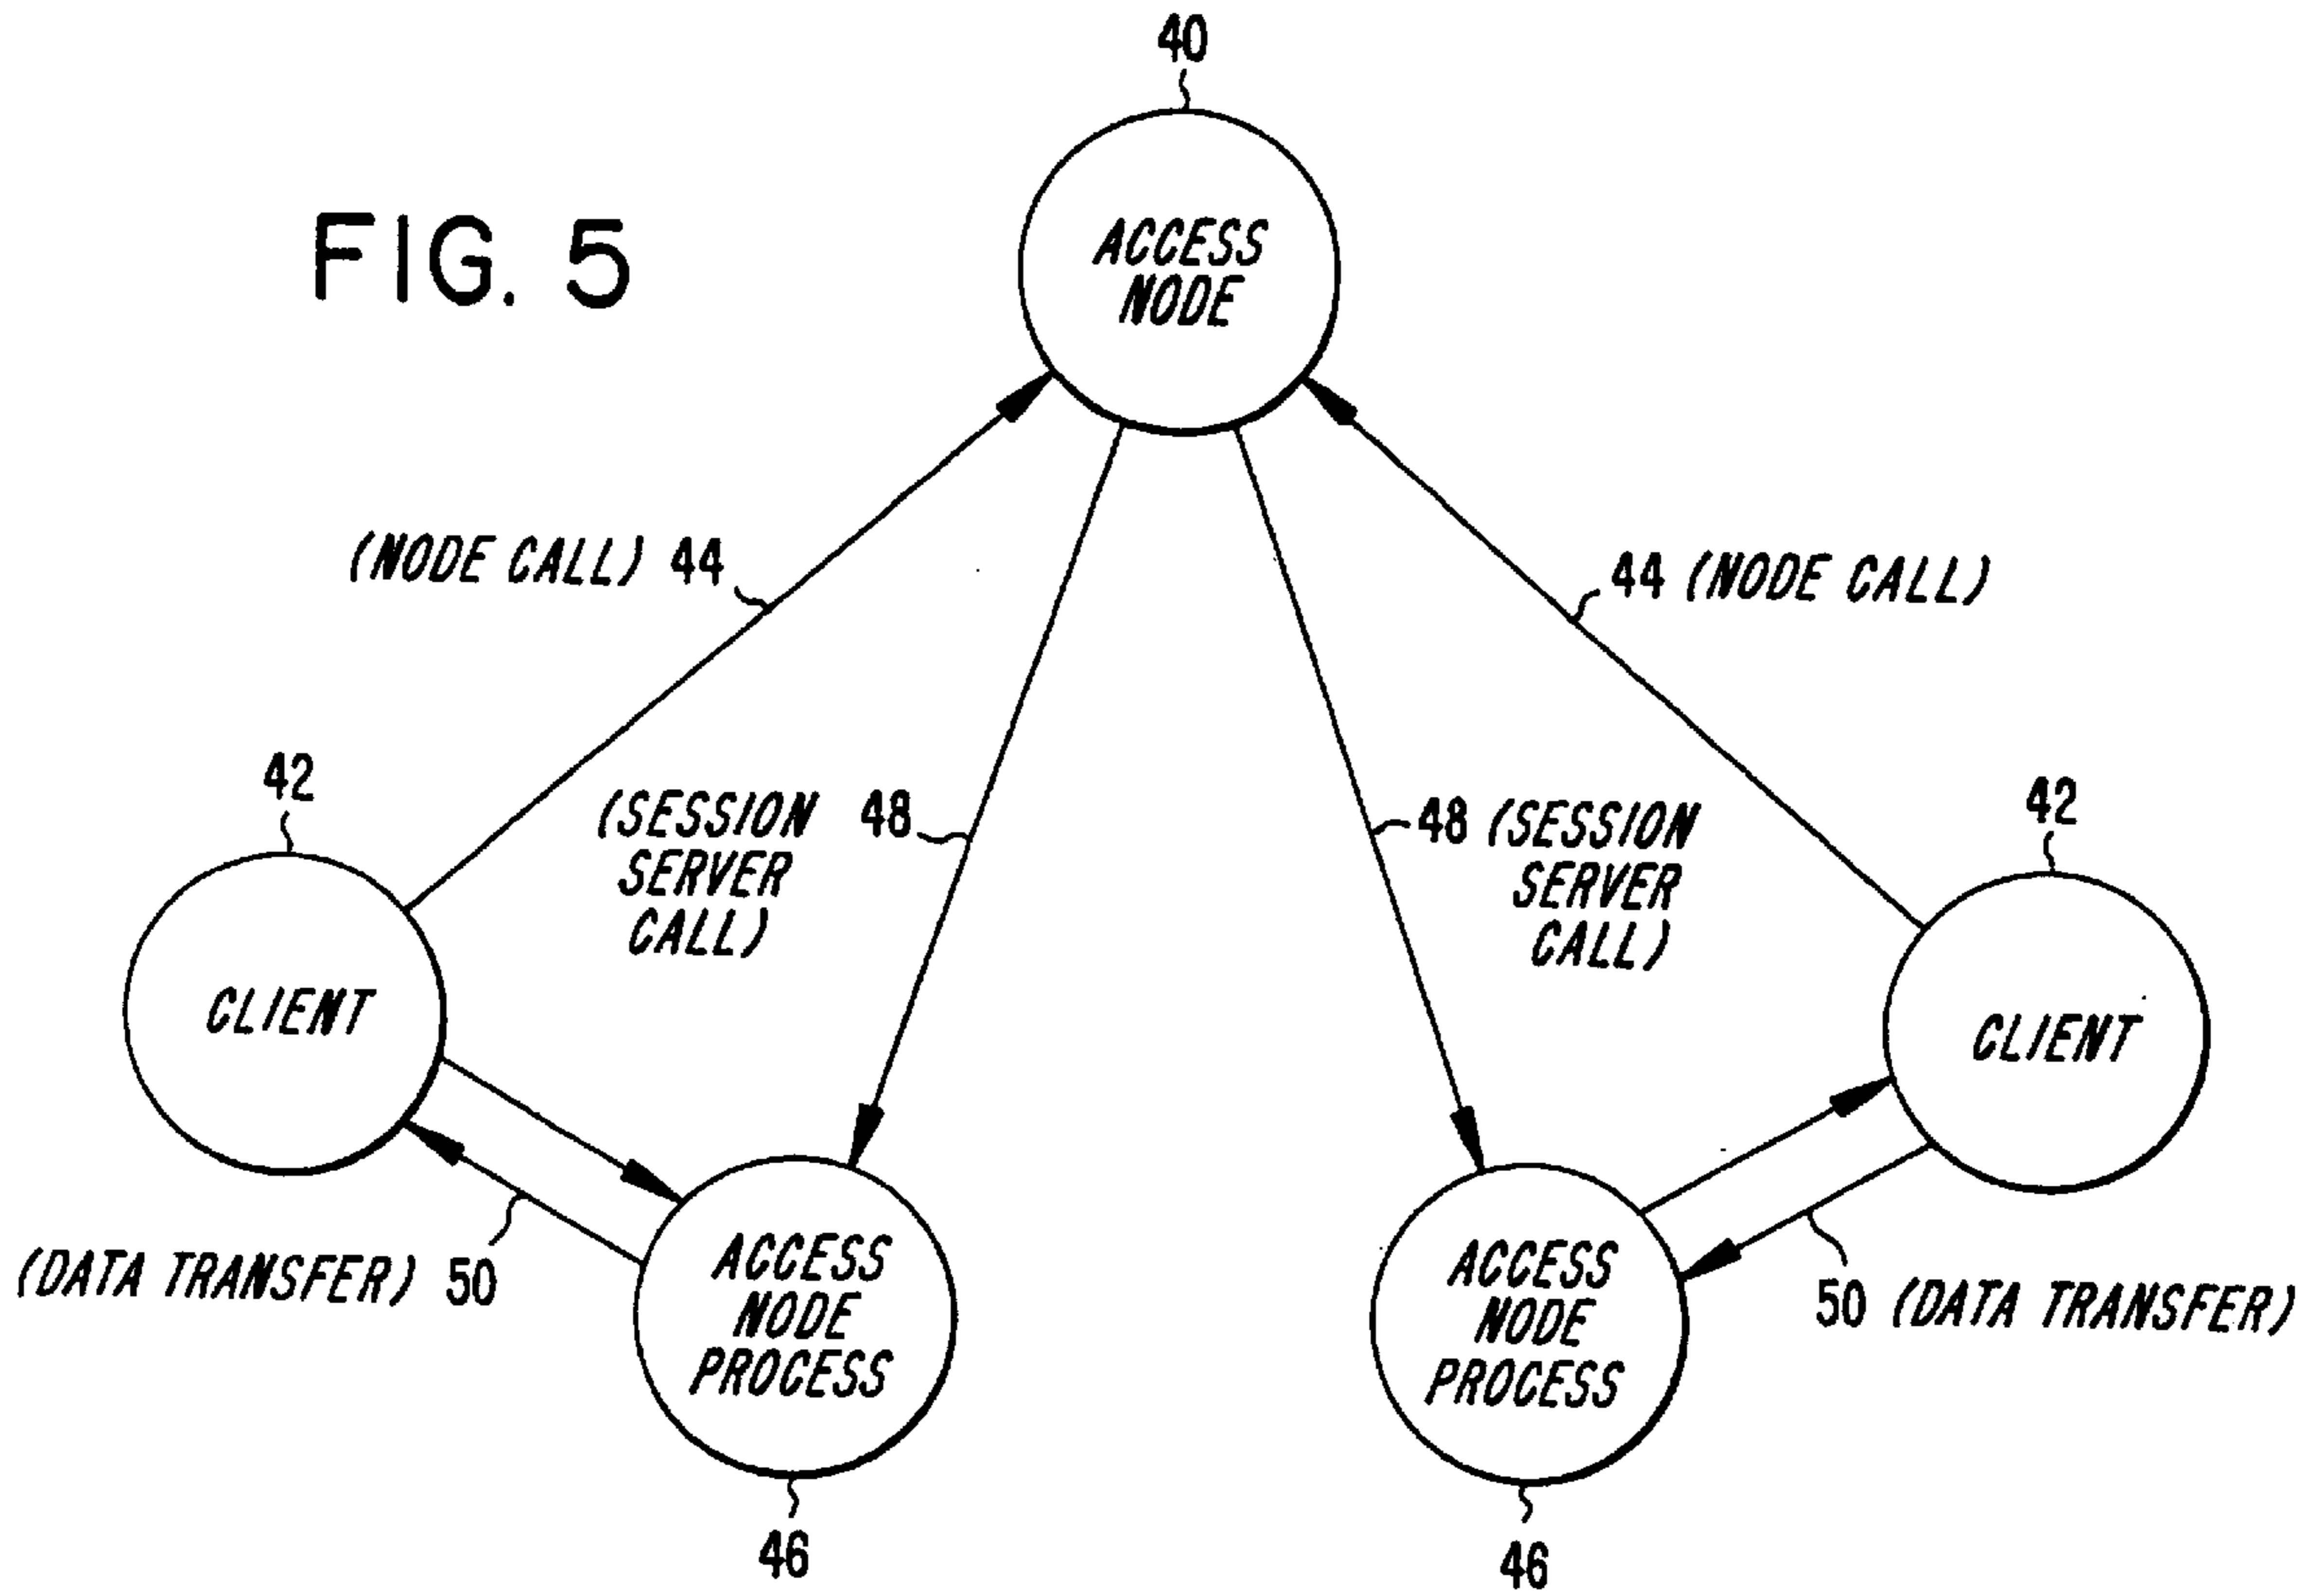 40
FIG. 5
ACCESS
NODE
(NODE CALL) 44
44 (NODE CALL)
42
(SESSION 48
SERVER
CALL)
48 (SESSION
SERVER
CALL)
42
CLIENT
CLIENT
(DATA TRANSFER) 50
ACCESS
NODE
PROCESS
ACCESS
NODE
PROCESS
50 (DATA TRANSFER)
46
46